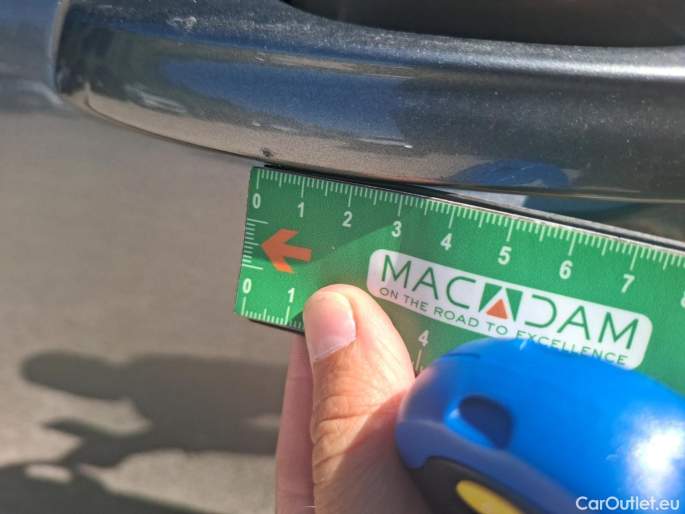 0 1 2 3 4 5 6 7 8
MACADAM
ON THE ROAD TO EXCELLENCE
0 1 4
CarOutlet.eu